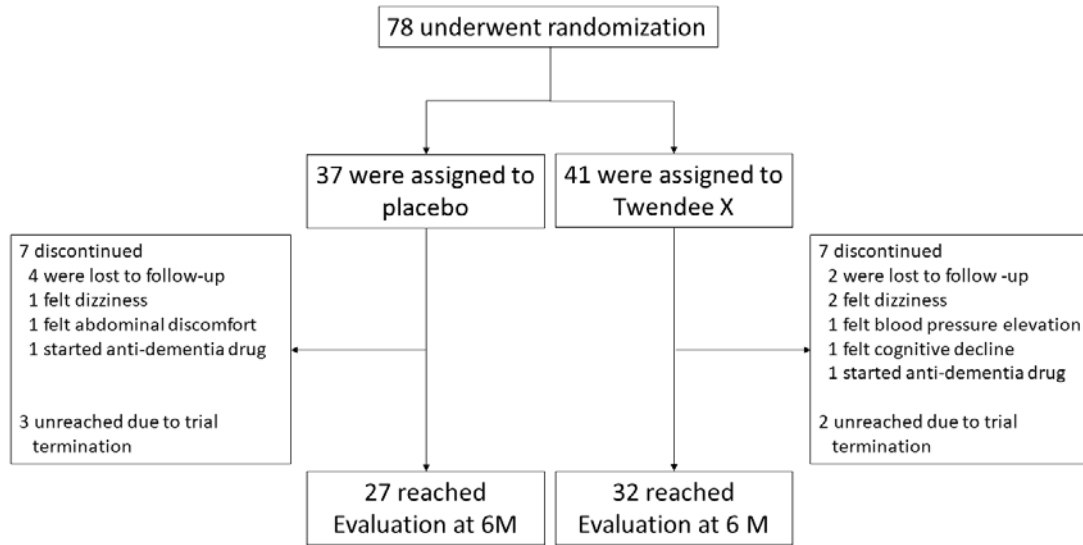 78 underwent randomization
37 were assigned to
placebo
41 were assigned to
Twendee X
7 discontinued
4 were lost to follow-up
1 felt dizziness
1 felt abdominal discomfort
1 started anti-dementia drug
3 unreached due to trial
termination
7 discontinued
2 were lost to follow -up
2 felt dizziness
1 felt blood pressure elevation
1 felt cognitive decline
1 started anti-dementia drug
2 unreached due to trial
termination
27 reached
Evaluation at 6M
32 reached
Evaluation at 6 M